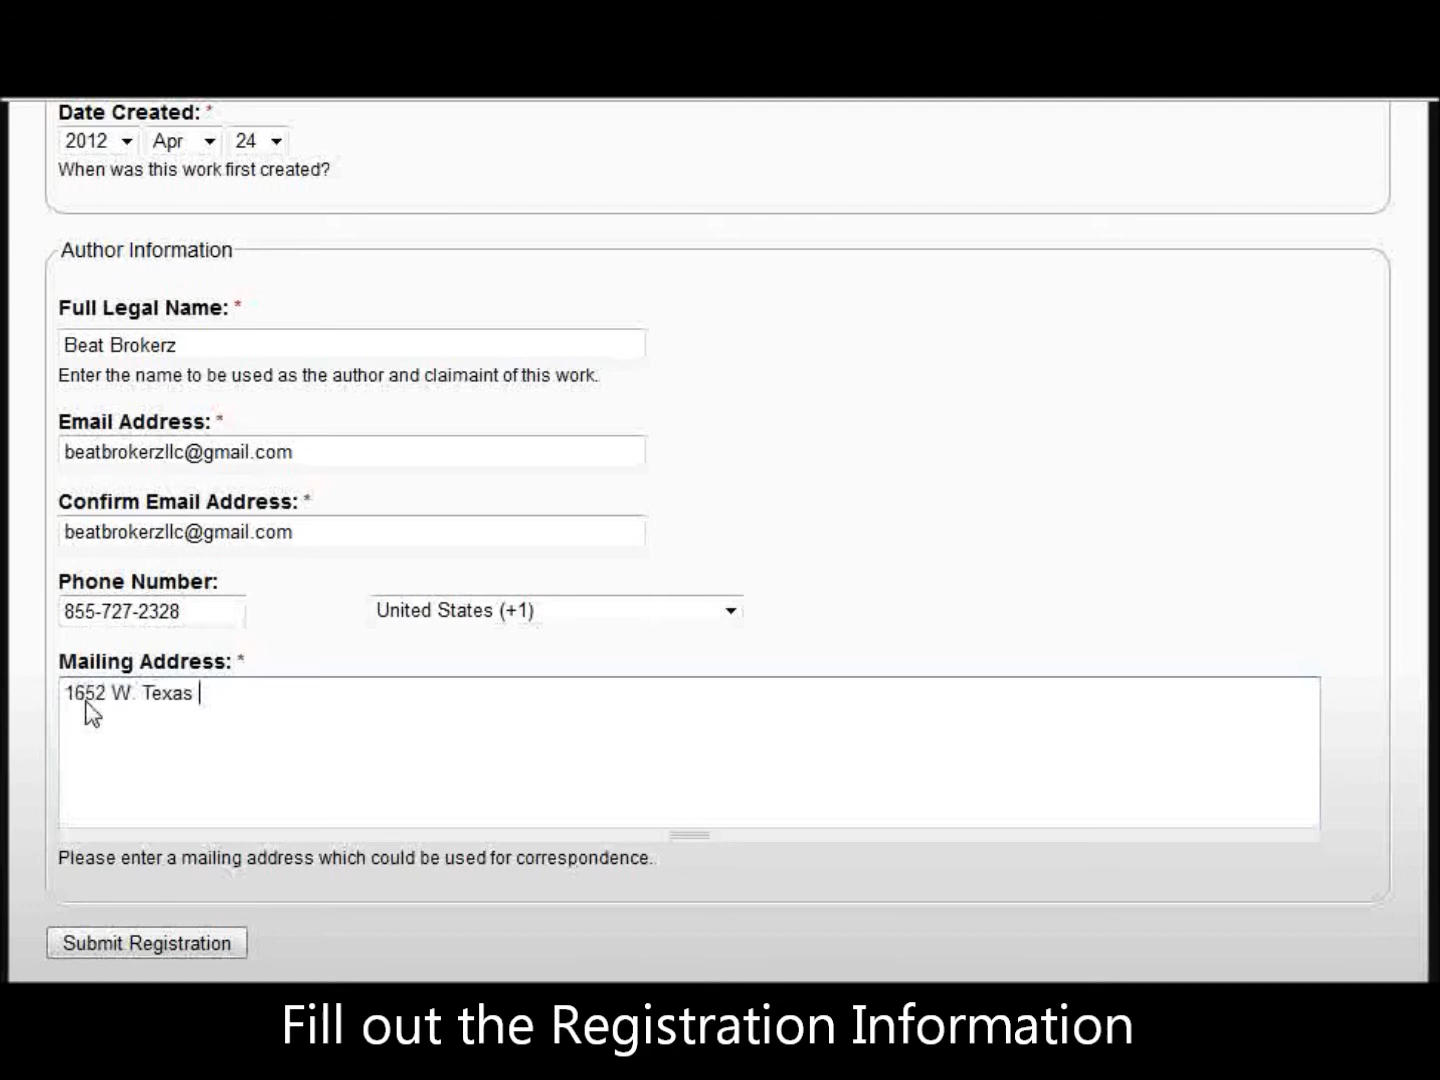 Date Created: *
2012 Apr 24
When was this work first created?
Author Information
Full Legal Name: *
Beat Brokerz
Enter the name to be used as the author and claimaint of this work.
Email Address: *
beatbrokerzllc@gmail.com
Confirm Email Address: *
beatbrokerzllc@gmail.com
Phone Number:
855-727-2328 United States (+1)
Mailing Address: *
1652 W. Texas
Please enter a mailing address which could be used for correspondence.
Submit Registration
Fill out the Registration Information